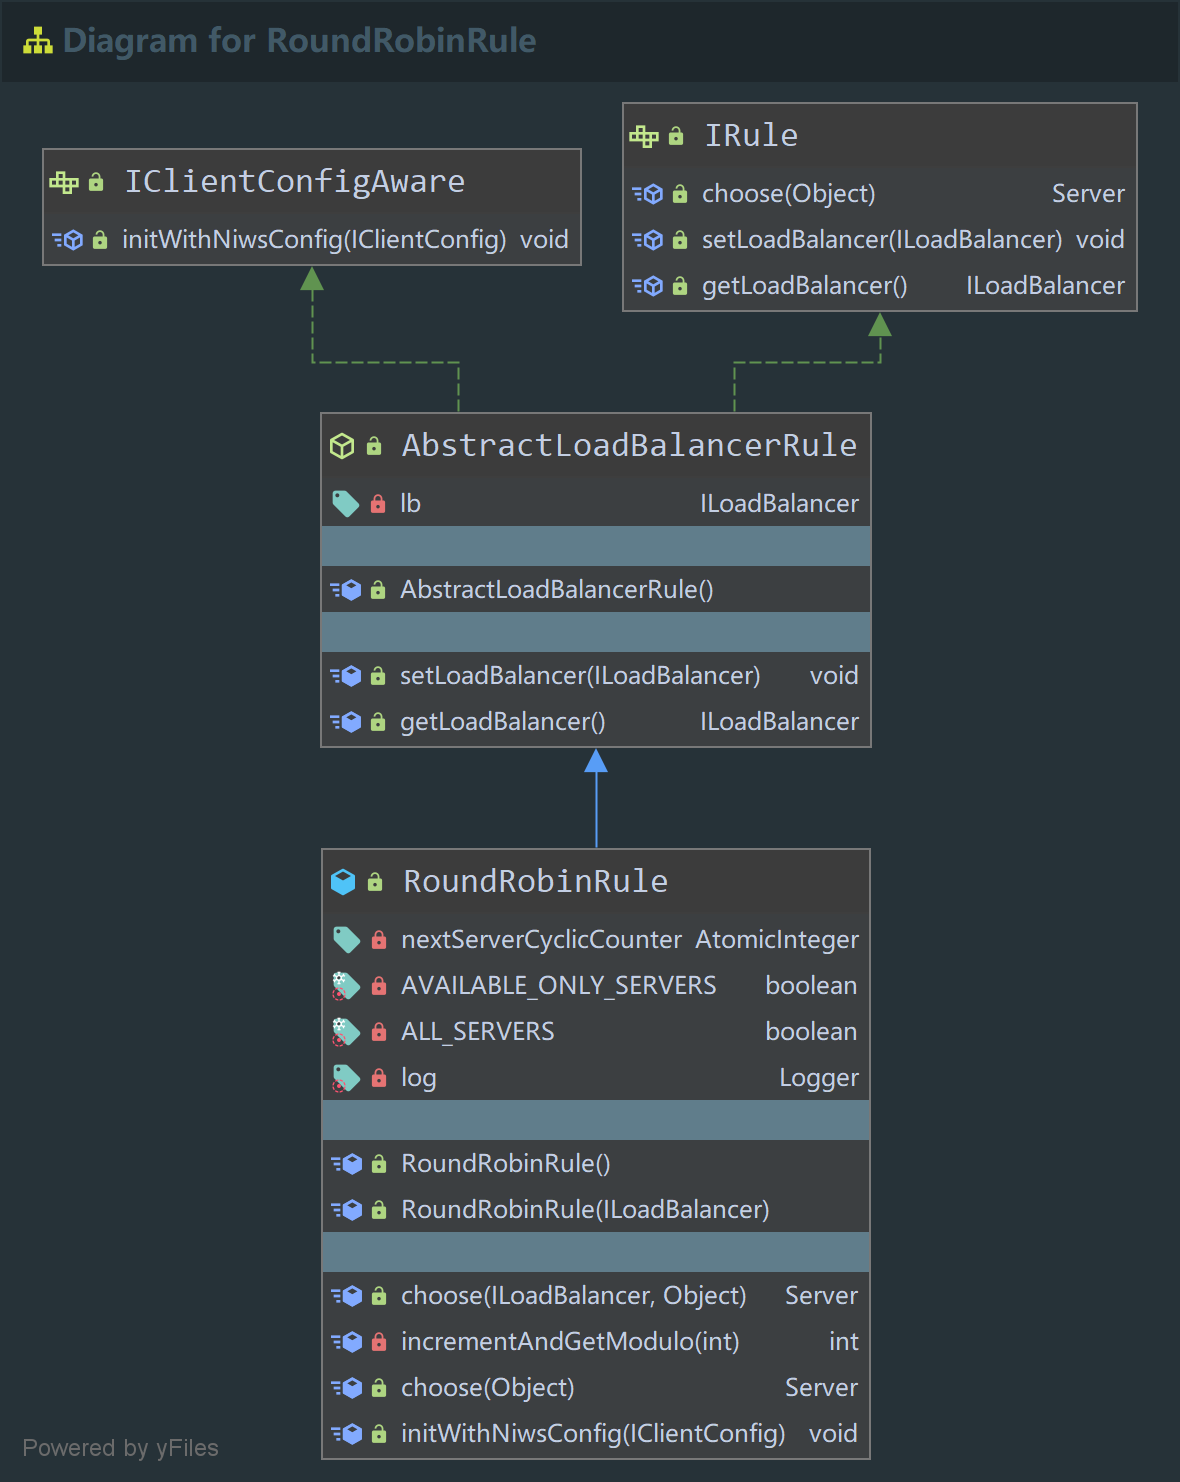 Diagram for RoundRobinRule
IClientConfigAware
initWithNiwsConfig(IClientConfig) void
IRule
choose(Object) Server
setLoadBalancer(ILoadBalancer) void
getLoadBalancer() ILoadBalancer
AbstractLoadBalancerRule
lb ILoadBalancer
AbstractLoadBalancerRule()
setLoadBalancer(ILoadBalancer) void
getLoadBalancer() ILoadBalancer
RoundRobinRule
nextServerCyclicCounter AtomicInteger
AVAILABLE_ONLY_SERVERS boolean
ALL_SERVERS boolean
log Logger
RoundRobinRule()
RoundRobinRule(ILoadBalancer)
choose(ILoadBalancer, Object) Server
incrementAndGetModulo(int) int
choose(Object) Server
initWithNiwsConfig(IClientConfig) void
Powered by yFiles